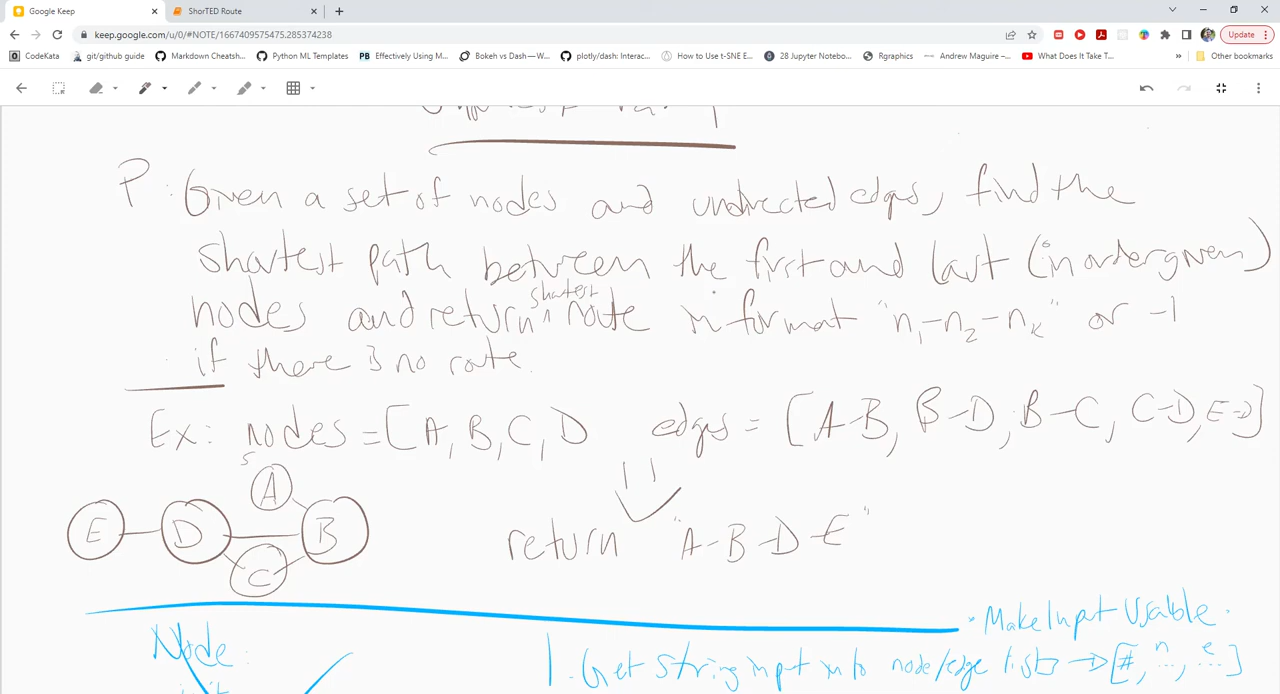 Google Keep
ShorTED Route
keep.google.com/u/0/#NOTE/1667409575475.285374238
Update
CodeKata
git/github guide
Markdown Cheatsh...
Python ML Templates
Effectively Using M...
Bokeh vs Dash — W...
plotly/dash: Interac...
How to Use t-SNE E...
28 Jupyter Notebo...
Rgraphics
Andrew Maguire –...
What Does It Take T...
»
Other bookmarks
P: Given a set of nodes and undirected edges, find the
shortest path between the first and last (in order given)
nodes and return shortest route in format "n1-n2-nk" or -1
if there is no route.
Ex: nodes = [A, B, C, D edges = [A-B, B-D, B-C, C-D, E-D]
s
A
E D B
C
return "A-B-D-E"
· Make Input Usable.
Node:
1. Get string input into node/edge lists → [#, n..., e...]
init